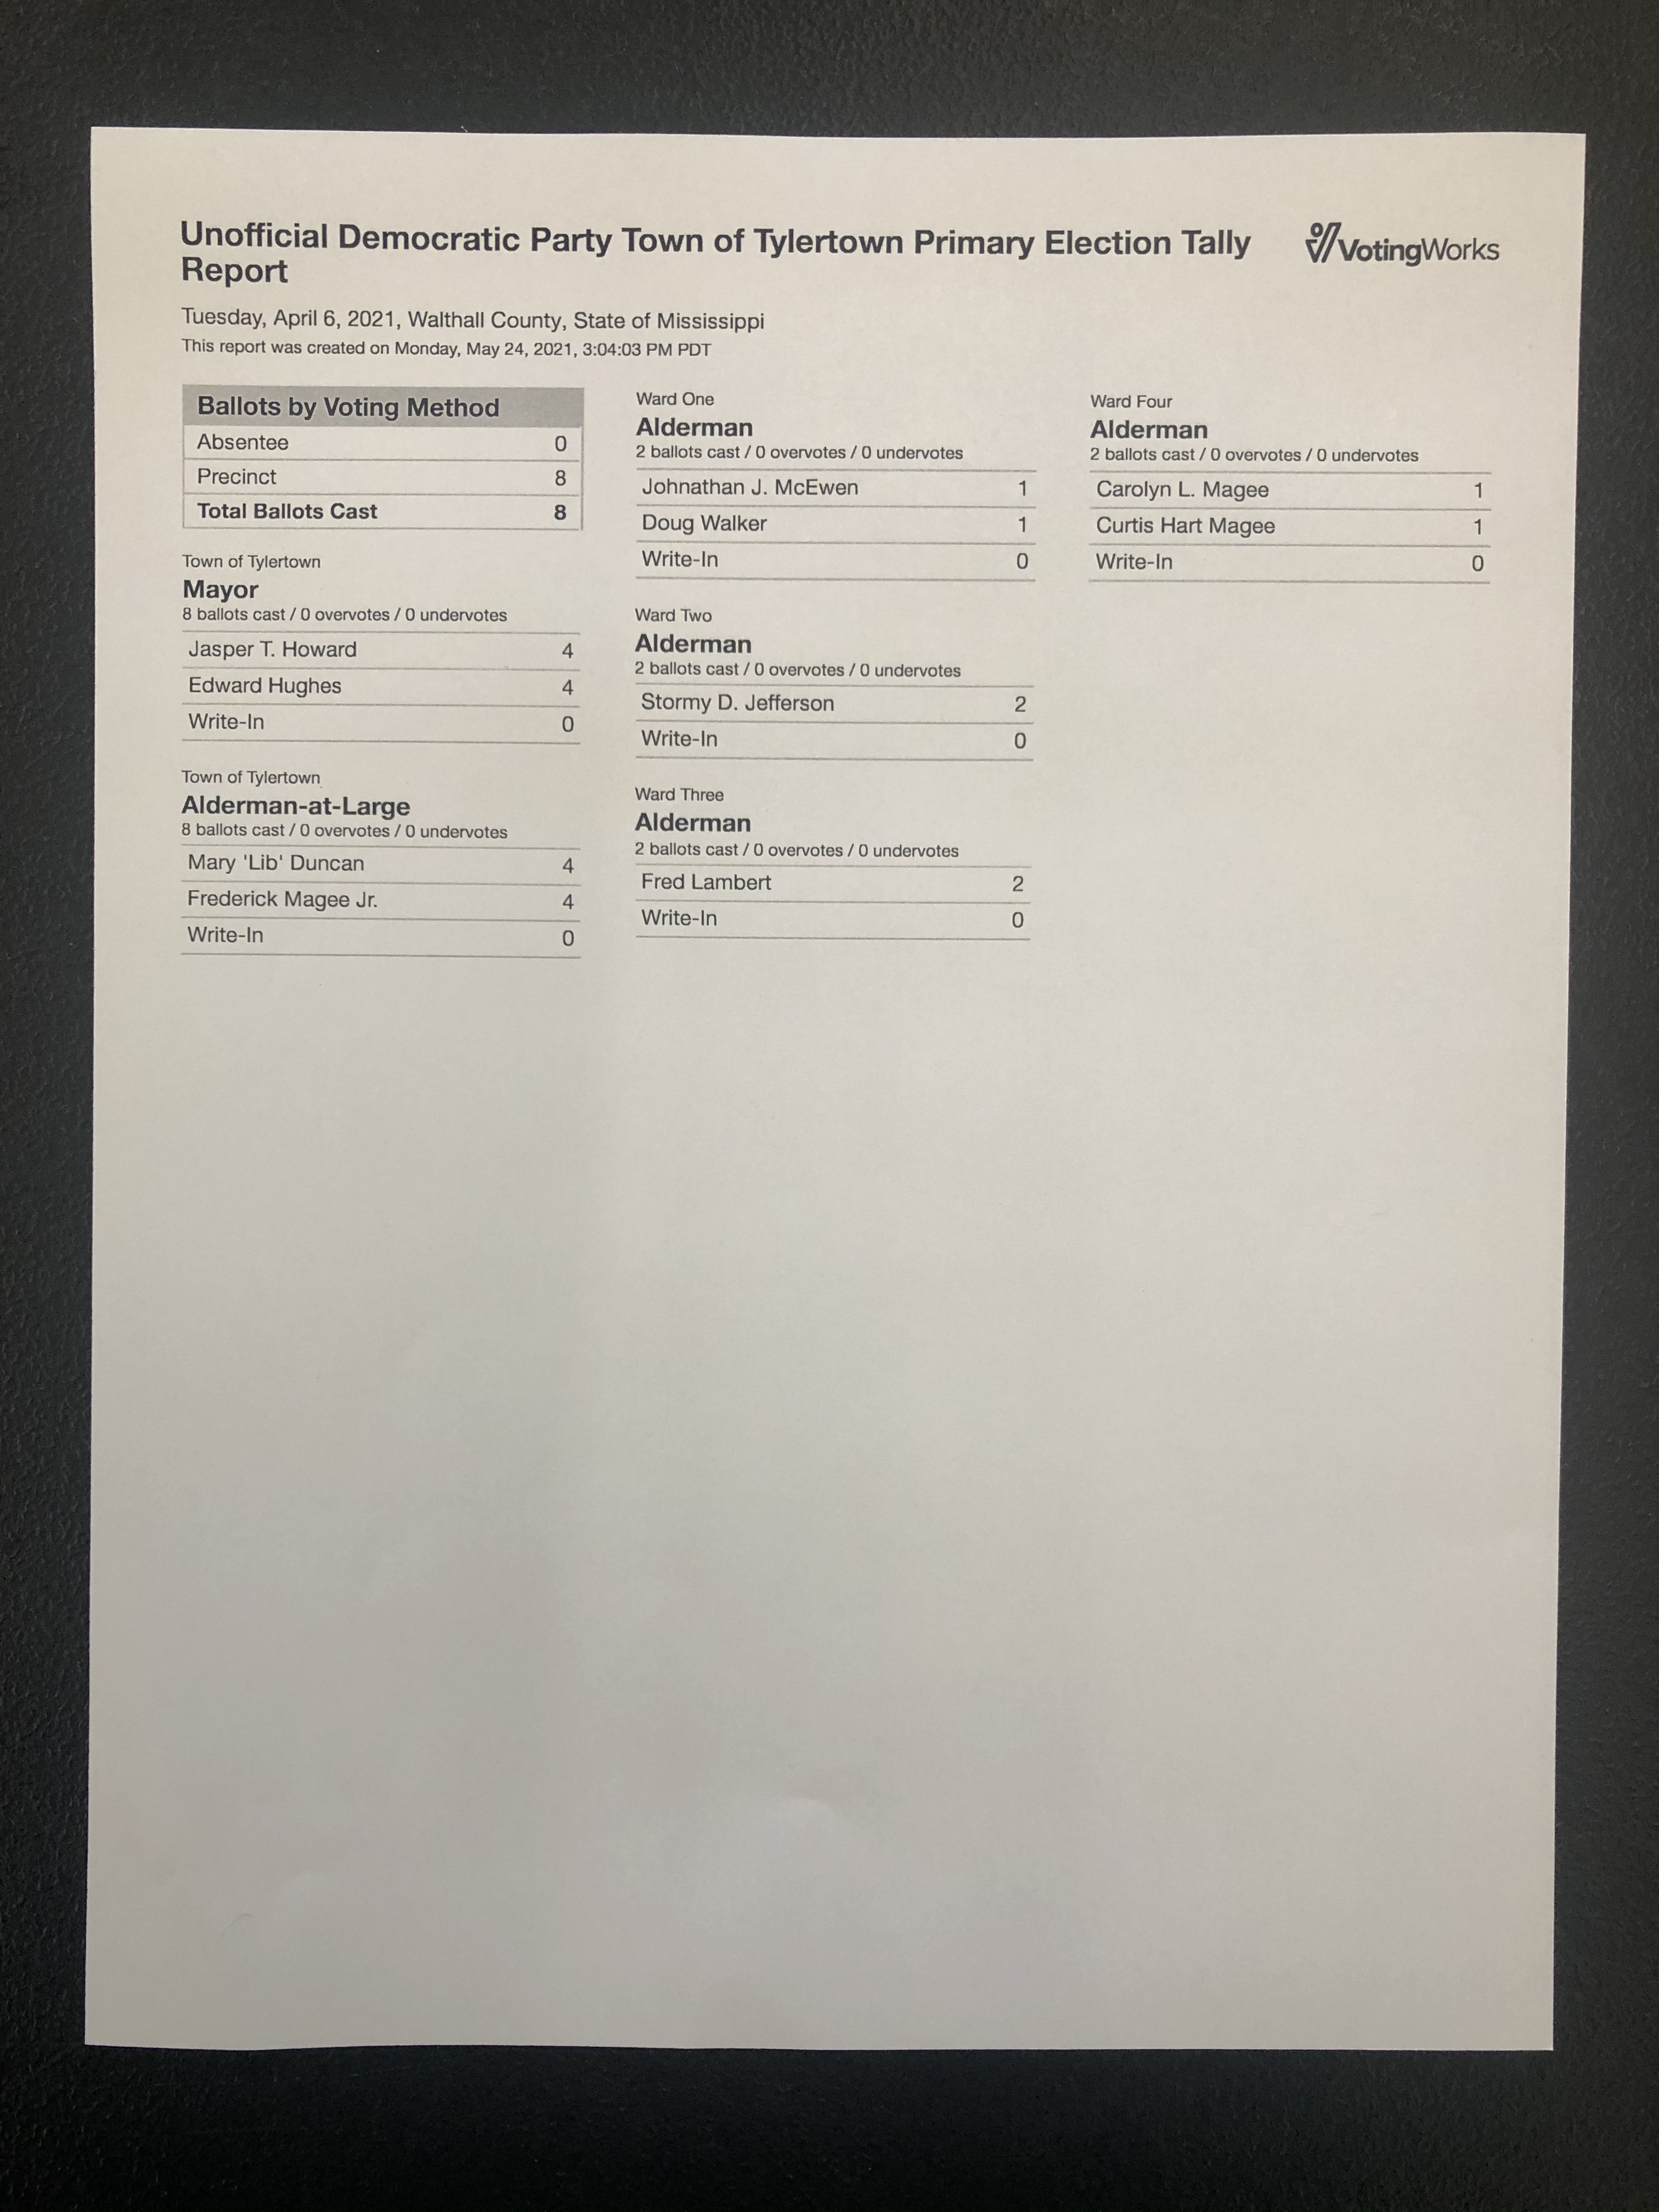 Unofficial Democratic Party Town of Tylertown Primary Election Tally
Report
VotingWorks
Tuesday, April 6, 2021, Walthall County, State of Mississippi
This report was created on Monday, May 24, 2021, 3:04:03 PM PDT
Ballots by Voting Method
Absentee 0
Precinct 8
Total Ballots Cast 8
Town of Tylertown
Mayor
8 ballots cast / 0 overvotes / 0 undervotes
Jasper T. Howard 4
Edward Hughes 4
Write-In 0
Town of Tylertown
Alderman-at-Large
8 ballots cast / 0 overvotes / 0 undervotes
Mary 'Lib' Duncan 4
Frederick Magee Jr. 4
Write-In 0
Ward One
Alderman
2 ballots cast / 0 overvotes / 0 undervotes
Johnathan J. McEwen 1
Doug Walker 1
Write-In 0
Ward Two
Alderman
2 ballots cast / 0 overvotes / 0 undervotes
Stormy D. Jefferson 2
Write-In 0
Ward Three
Alderman
2 ballots cast / 0 overvotes / 0 undervotes
Fred Lambert 2
Write-In 0
Ward Four
Alderman
2 ballots cast / 0 overvotes / 0 undervotes
Carolyn L. Magee 1
Curtis Hart Magee 1
Write-In 0